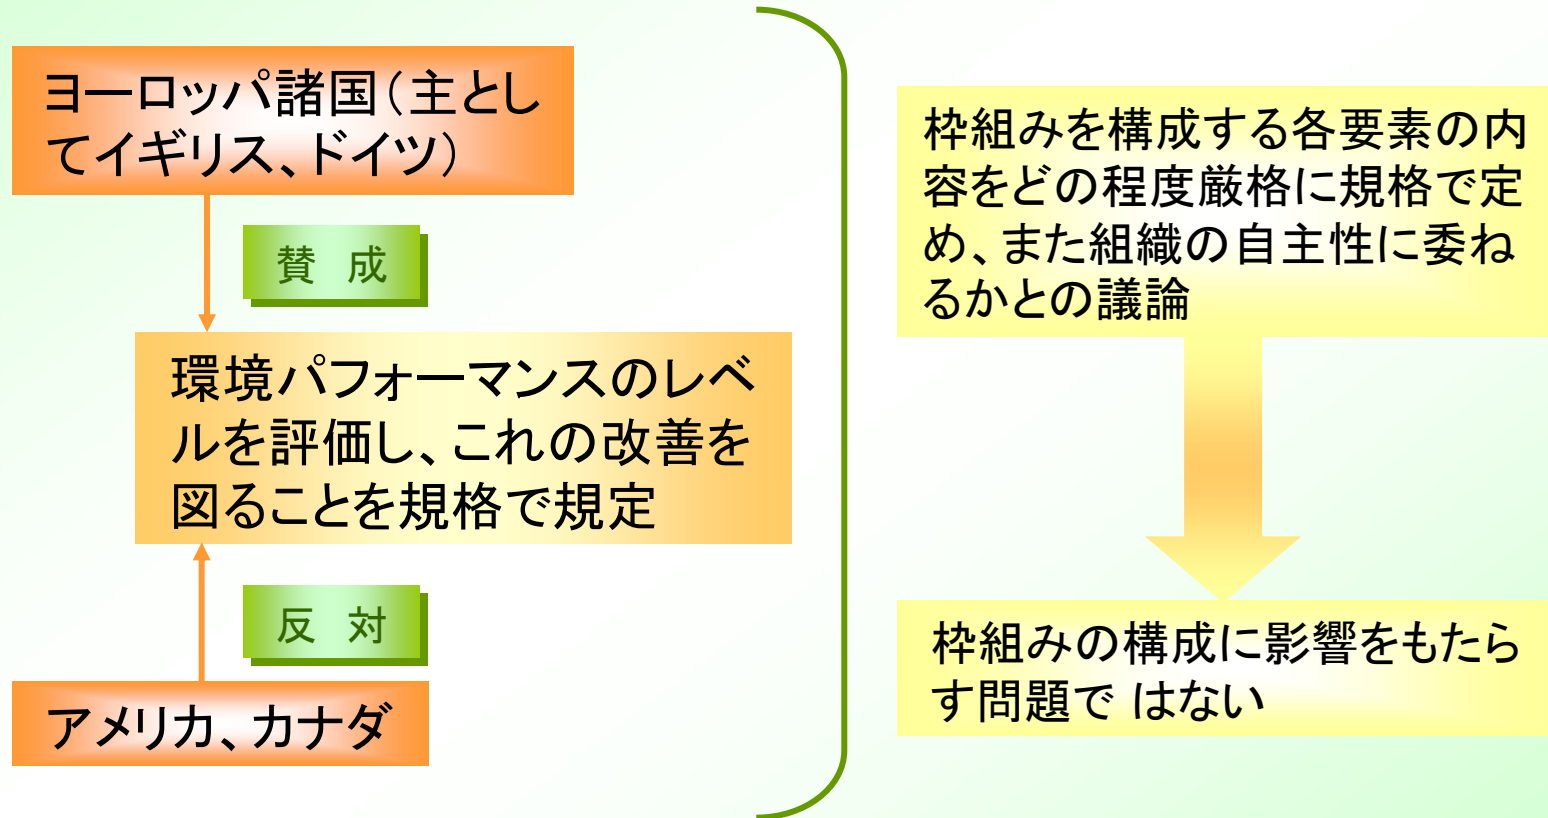 ヨーロッパ諸国（主とし
てイギリス、ドイツ）
賛　成
環境パフォーマンスのレベ
ルを評価し、これの改善を
図ることを規格で規定
反　対
アメリカ、カナダ
枠組みを構成する各要素の内
容をどの程度厳格に規格で定
め、また組織の自主性に委ね
るかとの議論
枠組みの構成に影響をもたら
す問題で はない